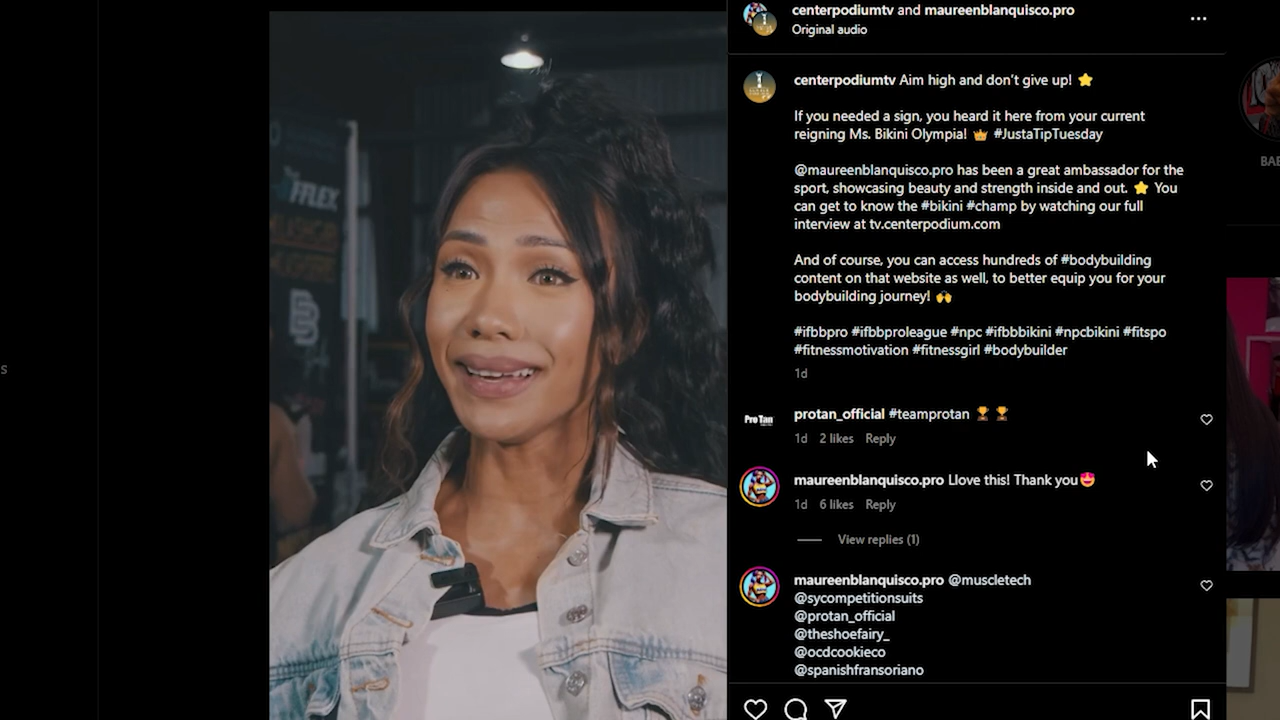 centerpodiumtv and maureenblanquisco.pro
Original audio
centerpodiumtv Aim high and don't give up! ⭐
If you needed a sign, you heard it here from your current
reigning Ms. Bikini Olympia! 👑 #JustaTipTuesday
@maureenblanquisco.pro has been a great ambassador for the
sport, showcasing beauty and strength inside and out. ⭐ You
can get to know the #bikini #champ by watching our full
interview at tv.centerpodium.com
And of course, you can access hundreds of #bodybuilding
content on that website as well, to better equip you for your
bodybuilding journey! 🙌
#ifbbpro #ifbbproleague #npc #ifbbbikini #npcbikini #fitspo
#fitnessmotivation #fitnessgirl #bodybuilder
1d
Pro Tan
protan_official #teamprotan 🏆 🏆
1d 2 likes Reply
maureenblanquisco.pro I,love this! Thank you😍
1d 6 likes Reply
View replies (1)
maureenblanquisco.pro @muscletech
@sycompetitionsuits
@protan_official
@theshoefairy_
@ocdcookieco
@spanishfransoriano
FFLEX
s